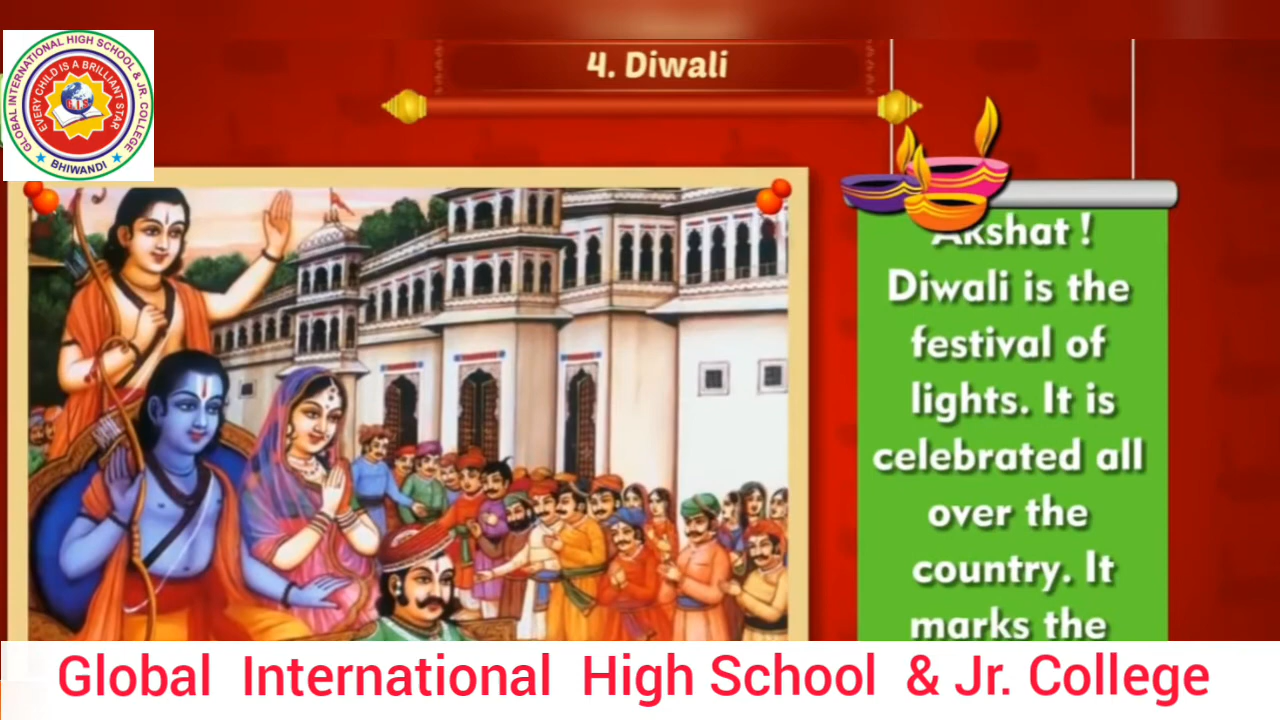 GLOBAL INTERNATIONAL HIGH SCHOOL & JR. COLLEGE
EVERY CHILD IS A BRILLIANT STAR
G.I.S
BHIWANDI
4. Diwali
Akshat !
Diwali is the
festival of
lights. It is
celebrated all
over the
country. It
marks the
Global International High School & Jr. College